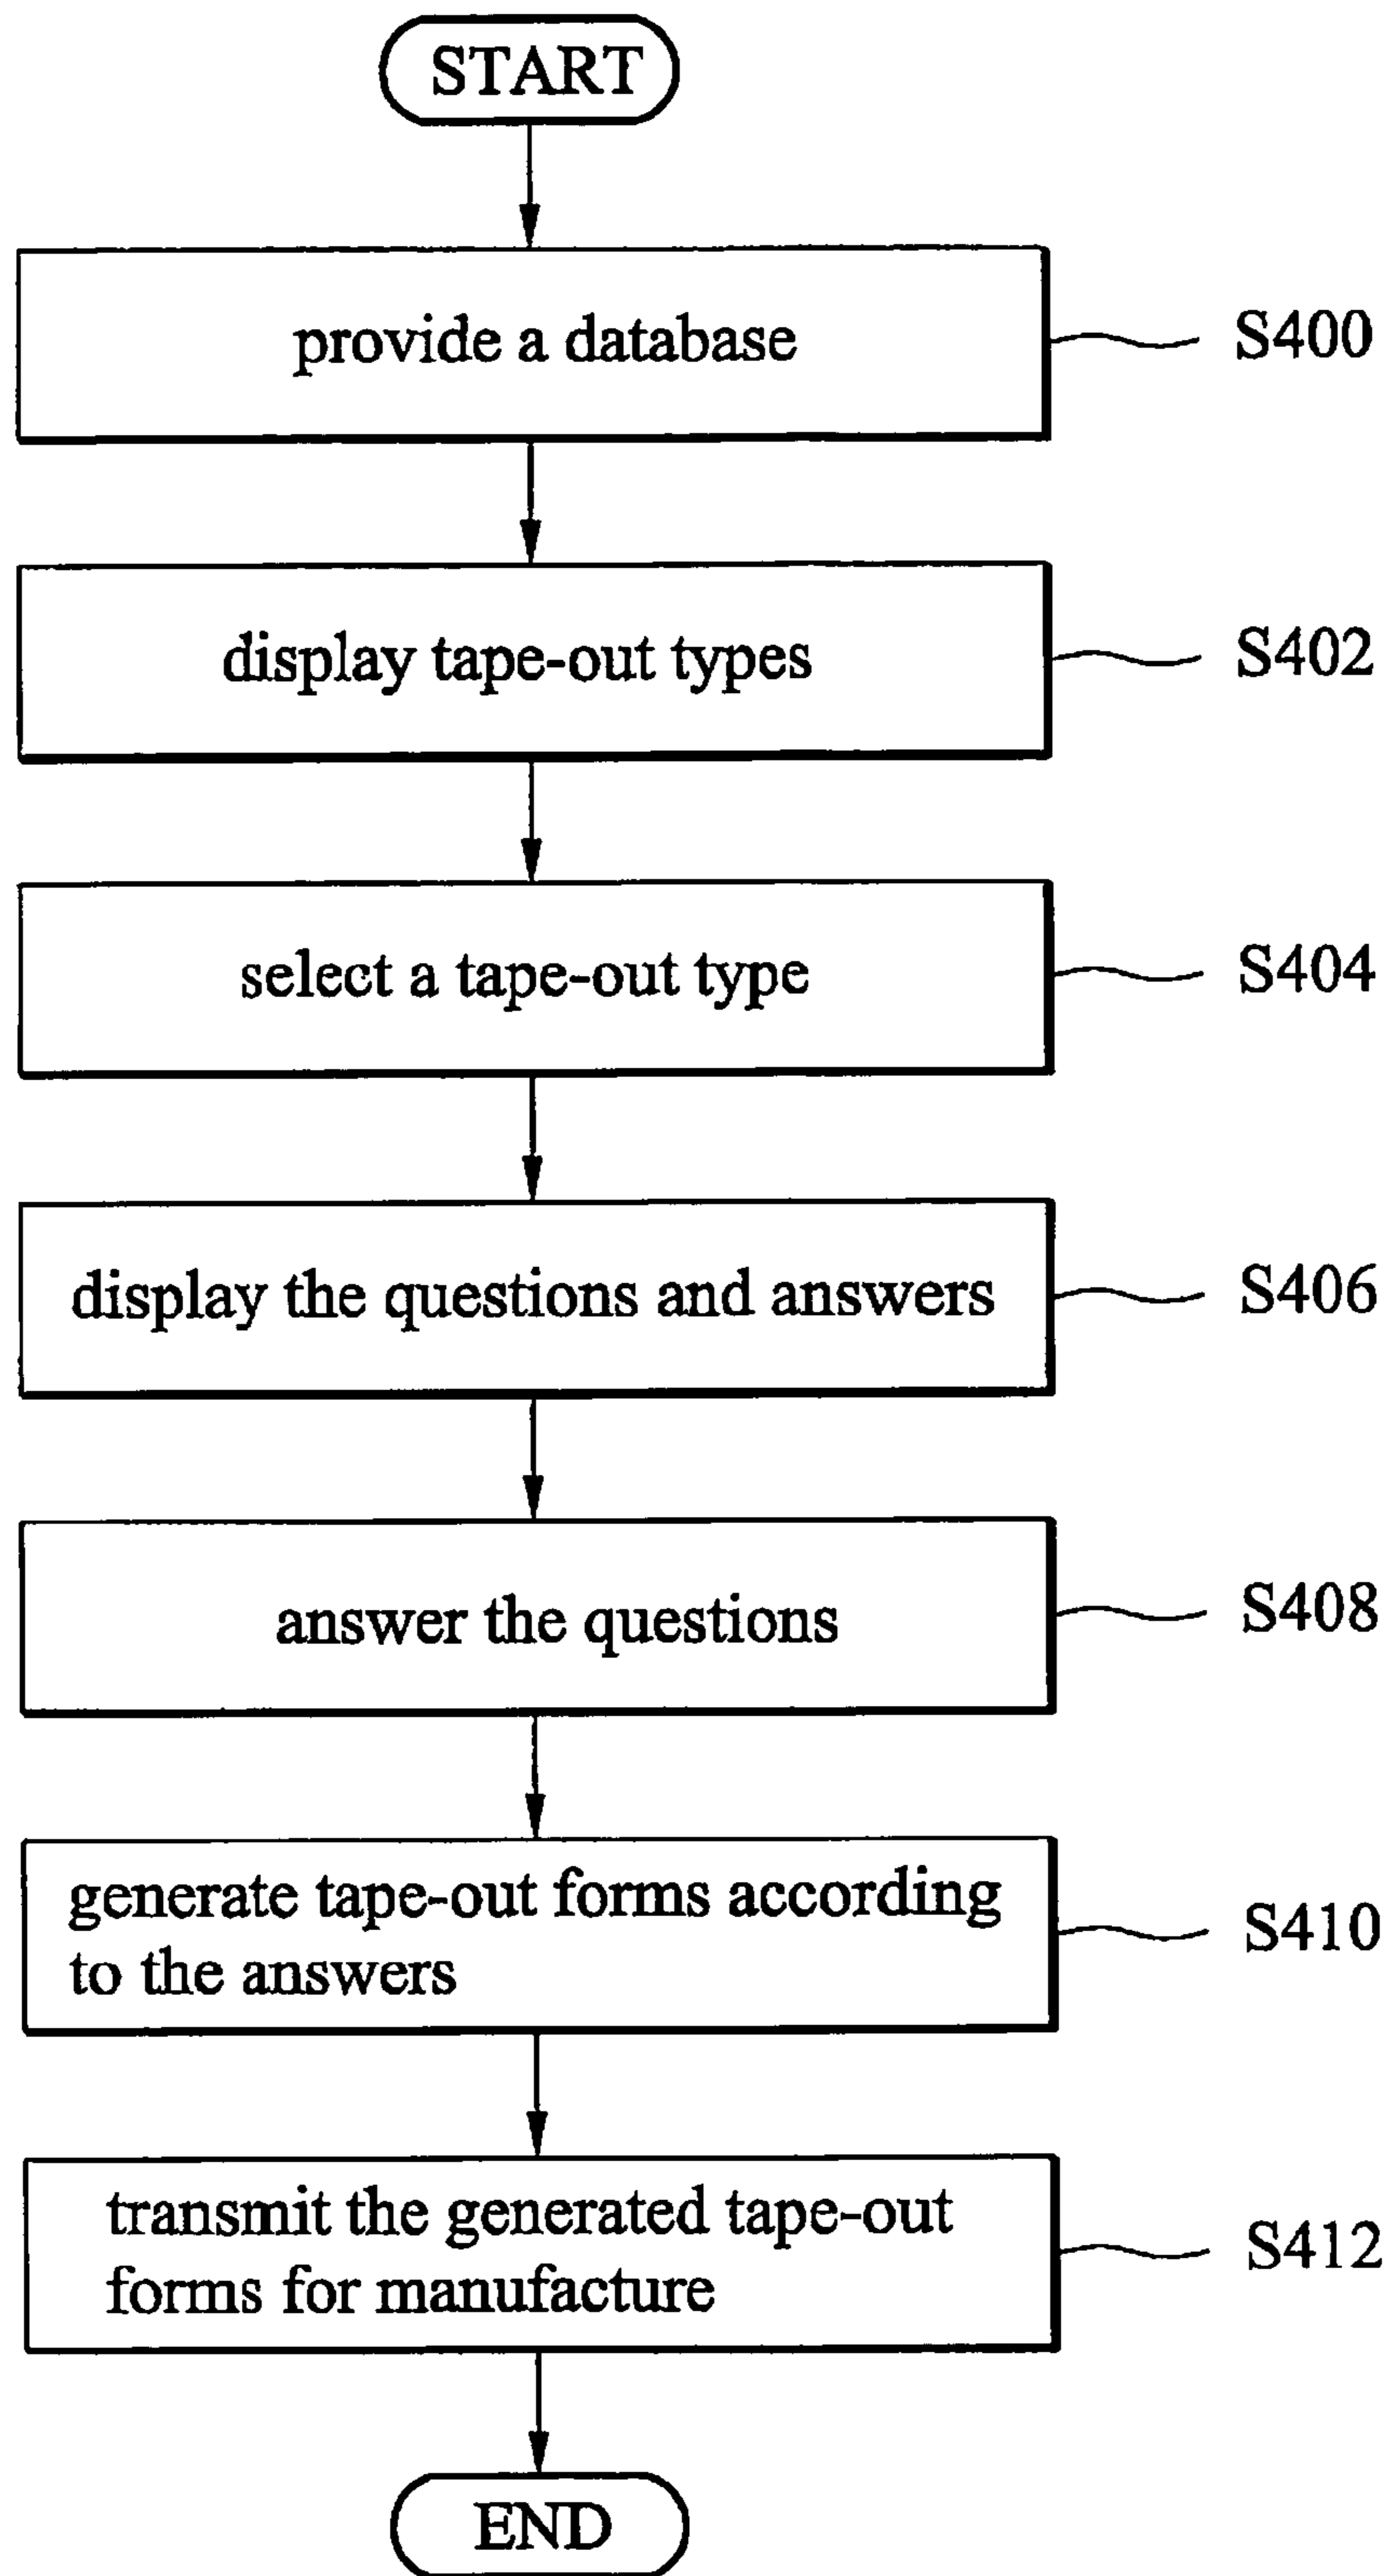 START
provide a database
S400
display tape-out types
S402
select a tape-out type
S404
display the questions and answers
S406
answer the questions
S408
generate tape-out forms according
to the answers
S410
transmit the generated tape-out
forms for manufacture
S412
END